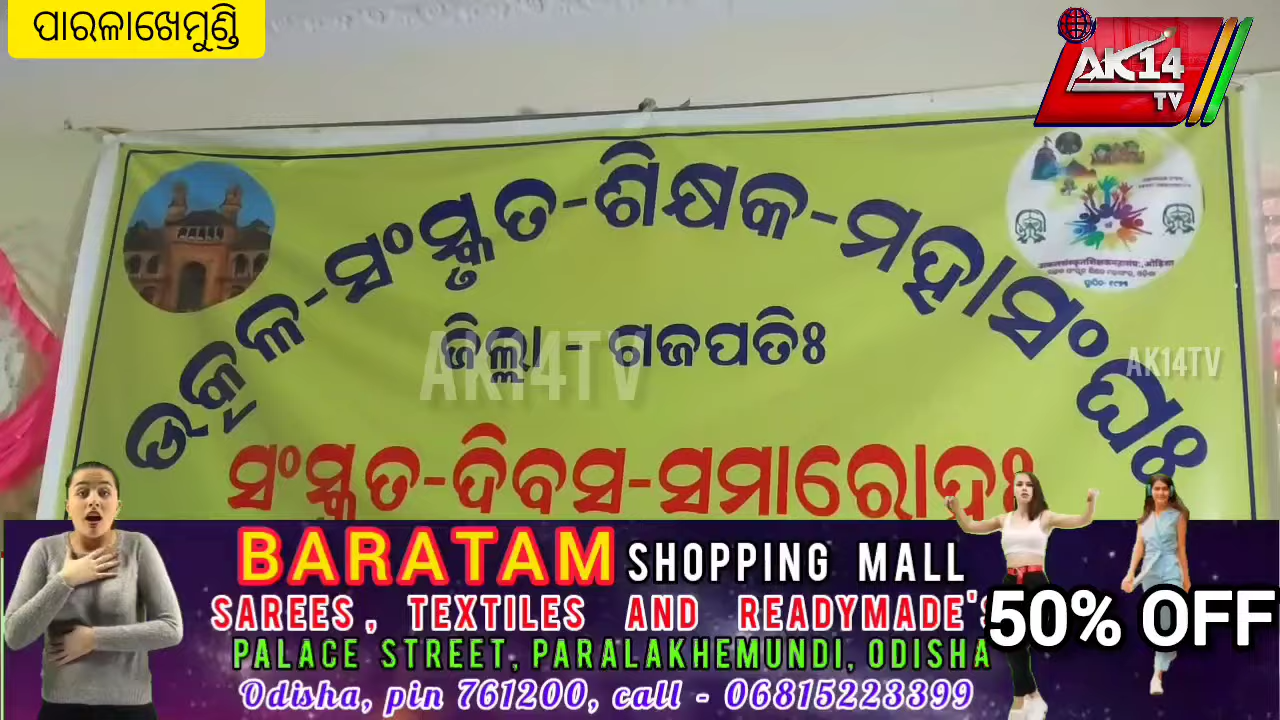 ପାରଳାଖେମୁଣ୍ଡି
AK14
TV
ଉତ୍କଳ-ସଂସ୍କୃତ-ଶିକ୍ଷକ-ମହାସଂଘଃ
ଜିଲ୍ଲା - ଗଜପତିଃ
AK14TV
AK14TV
ସଂସ୍କୃତ-ଦିବସ-ସମାରୋହଃ
BARATAM SHOPPING MALL
SAREES, TEXTILES AND READYMADE'S
50% OFF
PALACE STREET, PARALAKHEMUNDI, ODISHA
Odisha, pin 761200, call - 06815223399